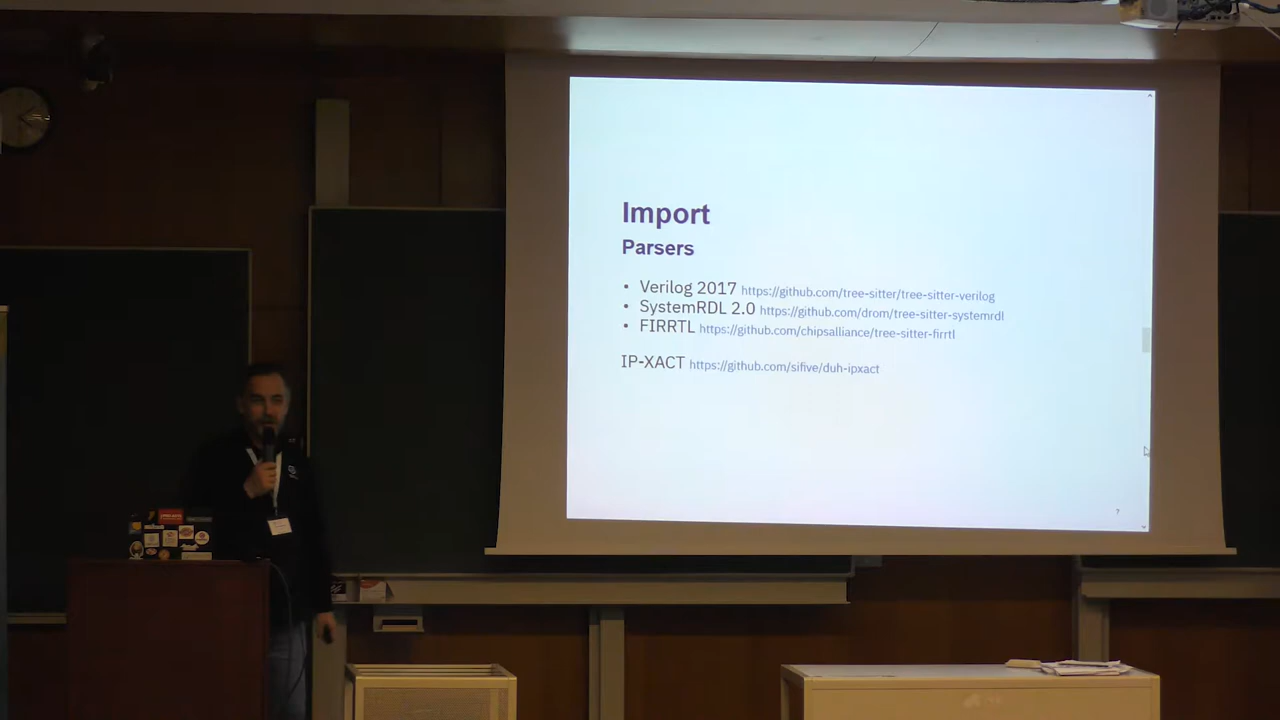 Import
Parsers
• Verilog 2017 https://github.com/tree-sitter/tree-sitter-verilog
• SystemRDL 2.0 https://github.com/drom/tree-sitter-systemrdl
• FIRRTL https://github.com/chipsalliance/tree-sitter-firrtl
IP-XACT https://github.com/sifive/duh-ipxact
7